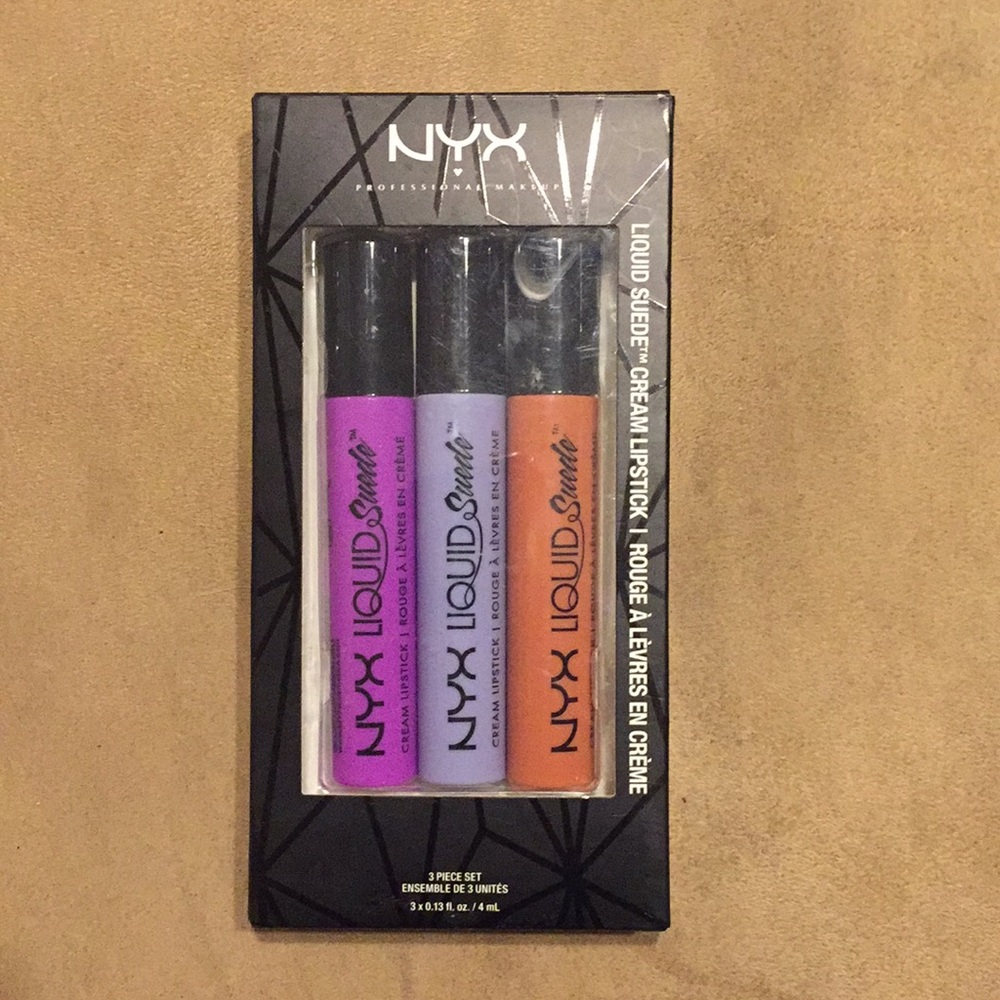 NYX
PROFESSIONAL MAKEUP
LIQUID SUEDE™ CREAM LIPSTICK | ROUGE À LÈVRES EN CRÈME
NYX LIQUID Suede™
CREAM LIPSTICK | ROUGE À LÈVRES EN CRÈME
NYX LIQUID Suede™
CREAM LIPSTICK | ROUGE À LÈVRES EN CRÈME
NYX LIQUID Suede™
3 PIECE SET
ENSEMBLE DE 3 UNITÉS
3 x 0.13 fl. oz. / 4 mL